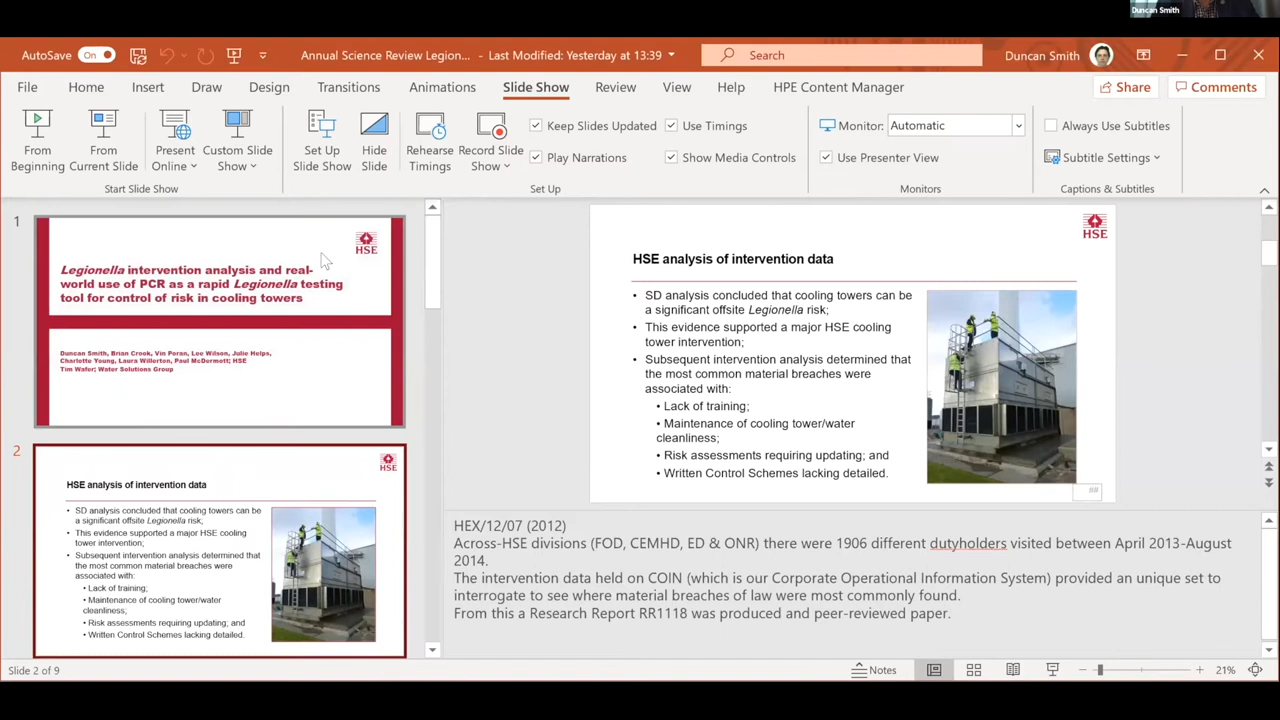 Duncan Smith
AutoSave On Annual Science Review Legion... - Last Modified: Yesterday at 13:39 Search Duncan Smith
File Home Insert Draw Design Transitions Animations Slide Show Review View Help HPE Content Manager Share Comments
From Beginning
From Current Slide
Present Online
Custom Slide Show
Start Slide Show
Set Up Slide Show
Hide Slide
Rehearse Timings
Record Slide Show
Keep Slides Updated
Play Narrations
Use Timings
Show Media Controls
Set Up
Monitor: Automatic
Use Presenter View
Monitors
Always Use Subtitles
Subtitle Settings
Captions & Subtitles
1
HSE
Legionella intervention analysis and real-
world use of PCR as a rapid Legionella testing
tool for control of risk in cooling towers
Duncan Smith, Brian Crook, Vin Poran, Lee Wilson, Julie Helps,
Charlotte Young, Laura Willerton, Paul McDermott; HSE
Tim Wafer; Water Solutions Group
2
HSE
HSE analysis of intervention data
• SD analysis concluded that cooling towers can be
a significant offsite Legionella risk;
• This evidence supported a major HSE cooling
tower intervention;
• Subsequent intervention analysis determined that
the most common material breaches were
associated with:
• Lack of training;
• Maintenance of cooling tower/water
cleanliness;
• Risk assessments requiring updating; and
• Written Control Schemes lacking detailed.
HSE
HSE analysis of intervention data
• SD analysis concluded that cooling towers can be
a significant offsite Legionella risk;
• This evidence supported a major HSE cooling
tower intervention;
• Subsequent intervention analysis determined that
the most common material breaches were
associated with:
• Lack of training;
• Maintenance of cooling tower/water
cleanliness;
• Risk assessments requiring updating; and
• Written Control Schemes lacking detailed.
##
HEX/12/07 (2012)
Across-HSE divisions (FOD, CEMHD, ED & ONR) there were 1906 different dutyholders visited between April 2013-August
2014.
The intervention data held on COIN (which is our Corporate Operational Information System) provided an unique set to
interrogate to see where material breaches of law were most commonly found.
From this a Research Report RR1118 was produced and peer-reviewed paper.
Slide 2 of 9 Notes 21%